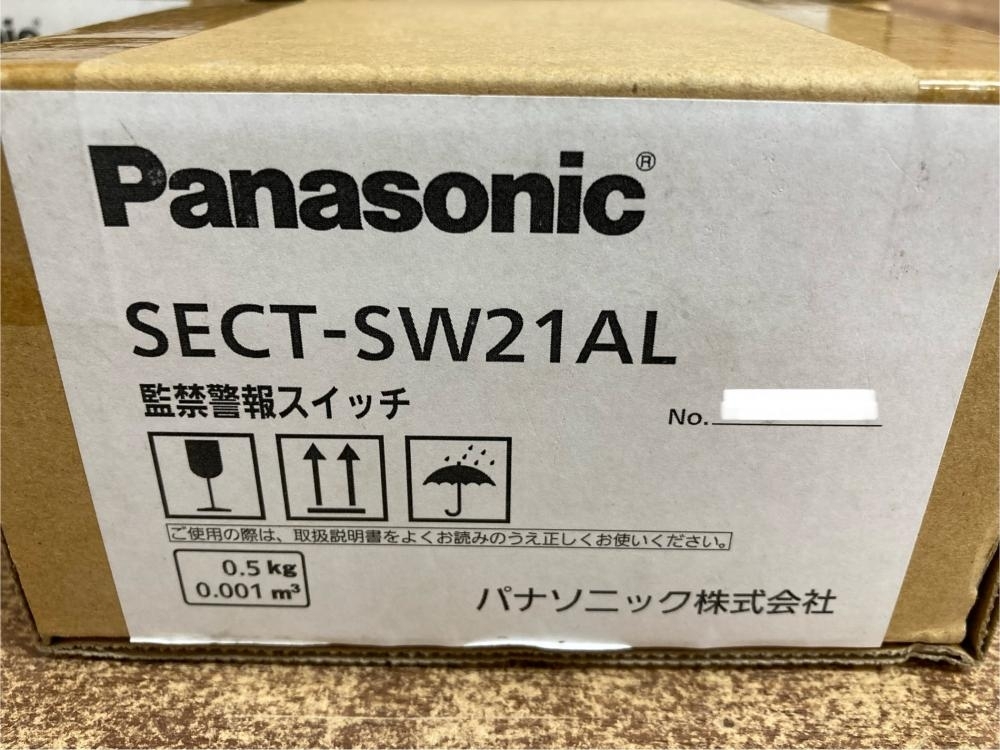 Panasonic®
SECT-SW21AL
監禁警報スイッチ
No.
ご使用の際は、取扱説明書をよくお読みのうえ正しくお使いください。
0.5 kg
0.001 m³
パナソニック株式会社